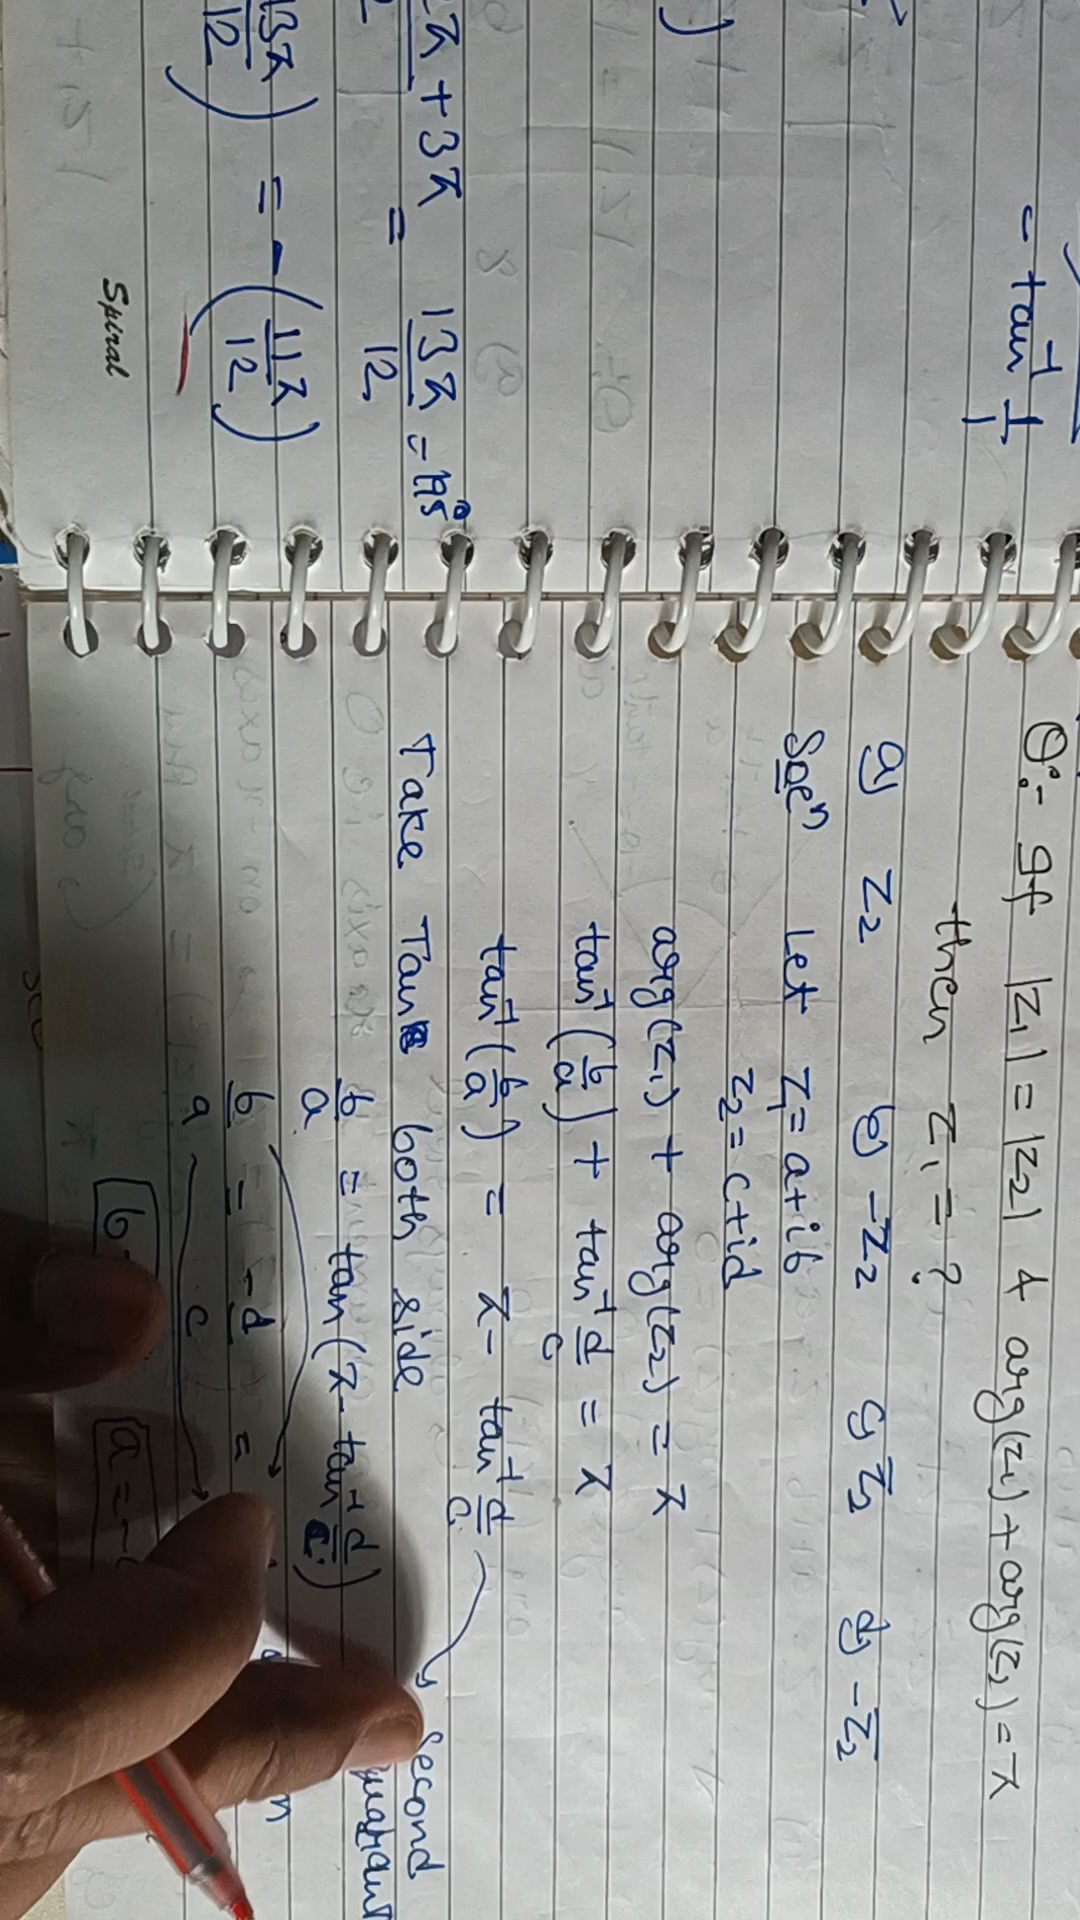 - tan⁻¹ 1/1
π + 3π = 13π/12 = 195°
13π/12) = -(11π/12)
Spiral
Q:- If |z₁| = |z₂| & arg(z₁) + arg(z₂) = π
then z₁ = ?
a) z₂ b) -z₂ c) z̄₂ d) -z̄₂
Solⁿ Let z₁ = a+ib
z₂ = c+id
arg(z₁) + arg(z₂) = π
tan⁻¹(b/a) + tan⁻¹ d/c = π
tan⁻¹(b/a) = π - tan⁻¹ d/c → second
quadrant
Take Tan both side
b/a = tan(π - tan⁻¹ d/c)
b/a = -d/c =
a = -